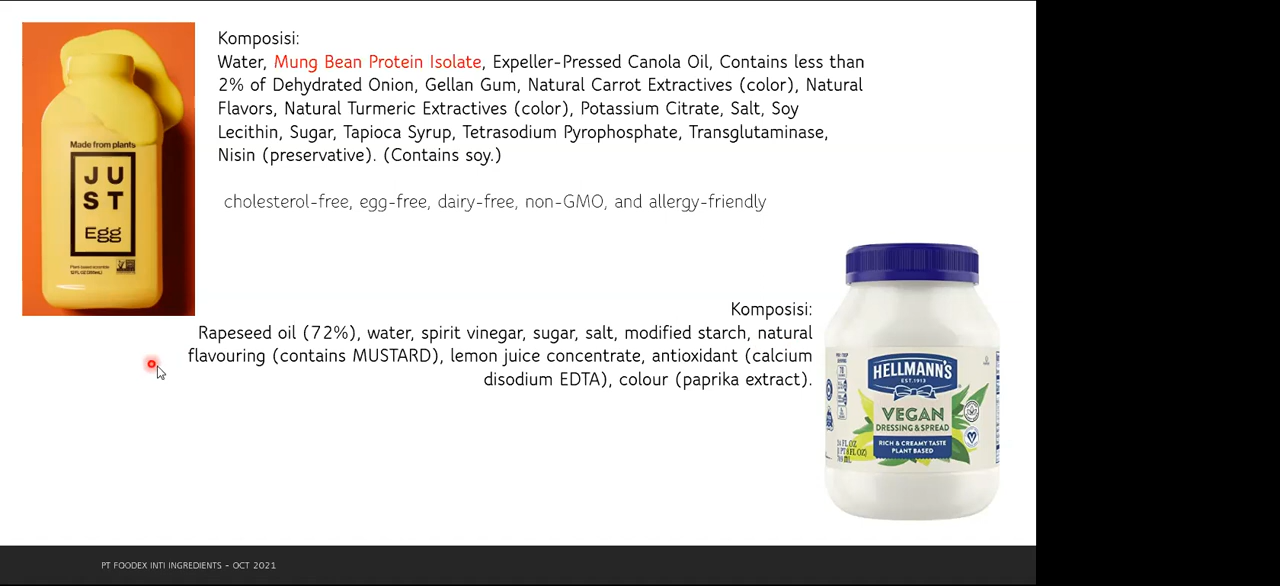 Komposisi:
Water, Mung Bean Protein Isolate, Expeller-Pressed Canola Oil, Contains less than
2% of Dehydrated Onion, Gellan Gum, Natural Carrot Extractives (color), Natural
Flavors, Natural Turmeric Extractives (color), Potassium Citrate, Salt, Soy
Lecithin, Sugar, Tapioca Syrup, Tetrasodium Pyrophosphate, Transglutaminase,
Nisin (preservative). (Contains soy.)
Made from plants
JU
ST
Egg
cholesterol-free, egg-free, dairy-free, non-GMO, and allergy-friendly
Komposisi:
Rapeseed oil (72%), water, spirit vinegar, sugar, salt, modified starch, natural
flavouring (contains MUSTARD), lemon juice concentrate, antioxidant (calcium
disodium EDTA), colour (paprika extract).
HELLMANN'S
EST.1913
VEGAN
DRESSING & SPREAD
RICH & CREAMY TASTE
PLANT BASED
PT FOODEX INTI INGREDIENTS – OCT 2021